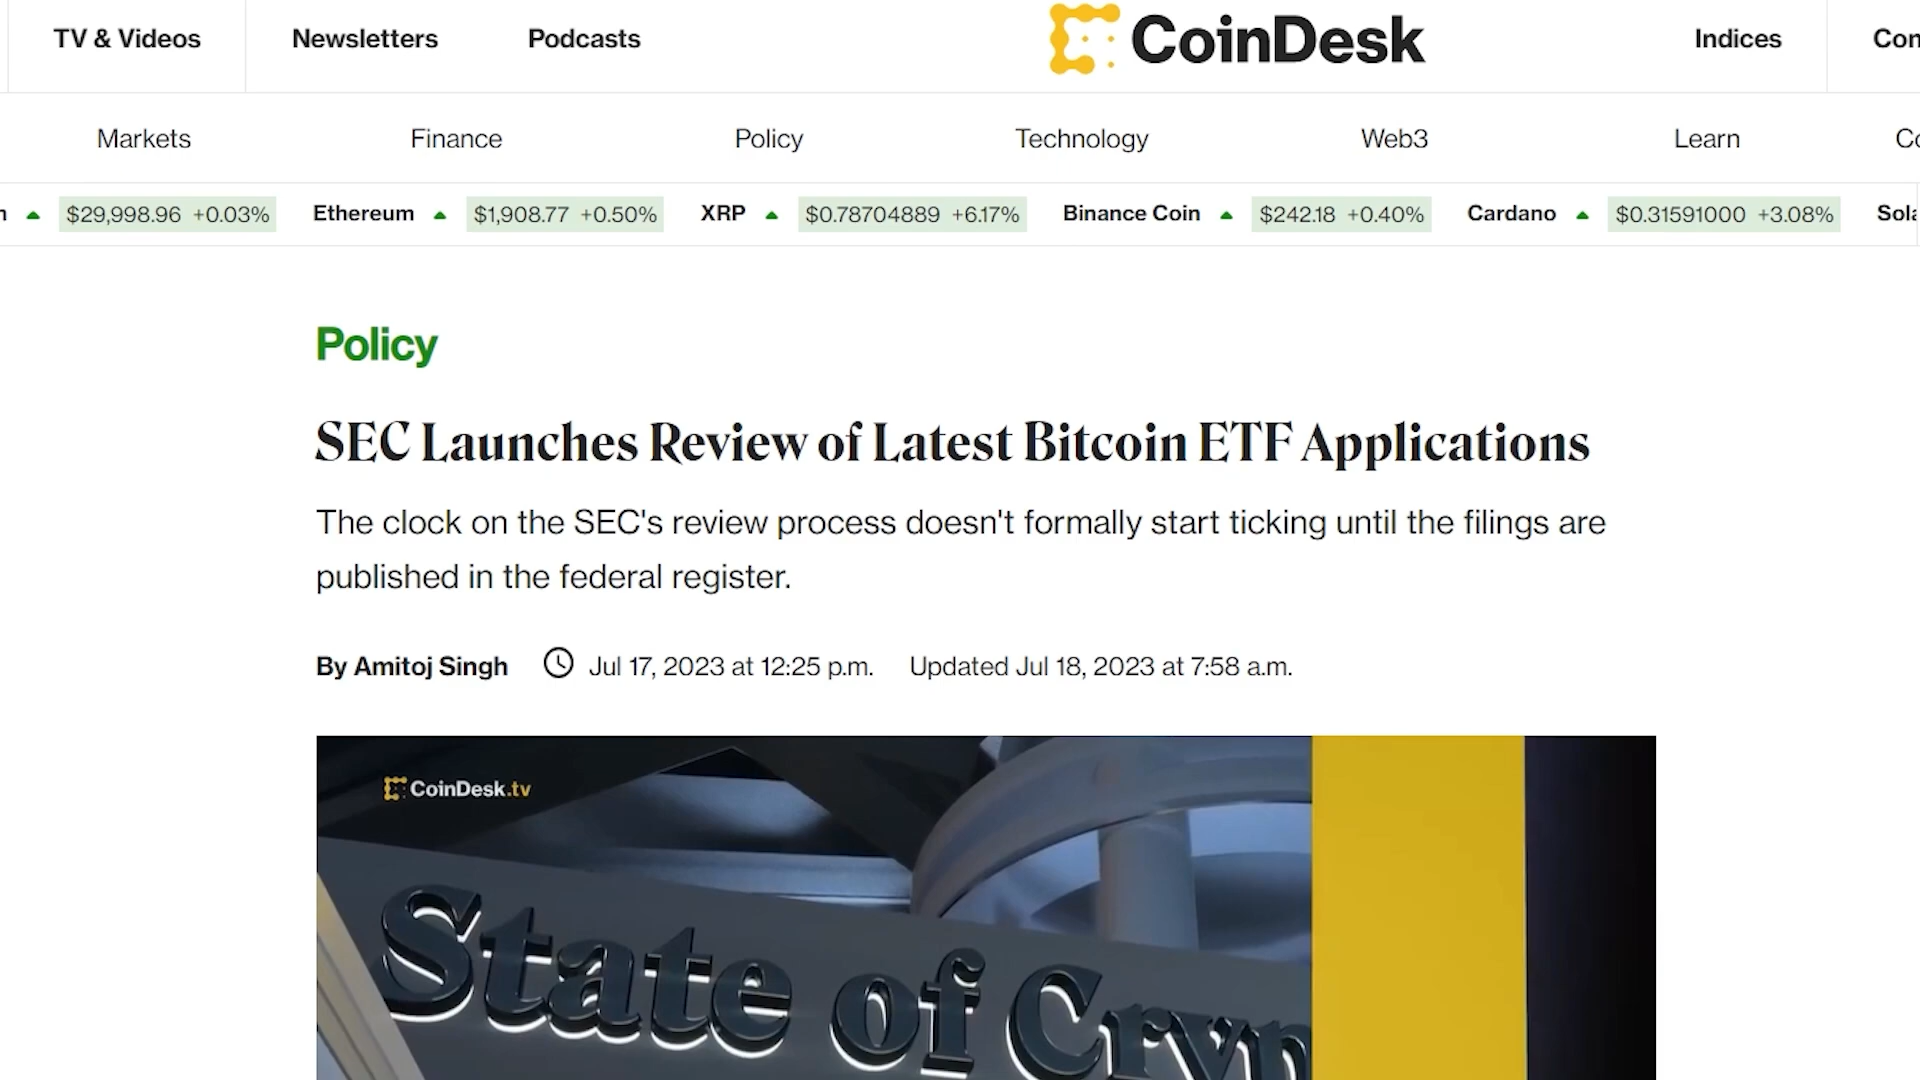 TV & Videos Newsletters Podcasts CoinDesk Indices
Markets Finance Policy Technology Web3 Learn
$29,998.96 +0.03% Ethereum $1,908.77 +0.50% XRP $0.78704889 +6.17% Binance Coin $242.18 +0.40% Cardano $0.31591000 +3.08%
Policy
SEC Launches Review of Latest Bitcoin ETF Applications
The clock on the SEC's review process doesn't formally start ticking until the filings are
published in the federal register.
By Amitoj Singh Jul 17, 2023 at 12:25 p.m. Updated Jul 18, 2023 at 7:58 a.m.
CoinDesk.tv
State of Cryp